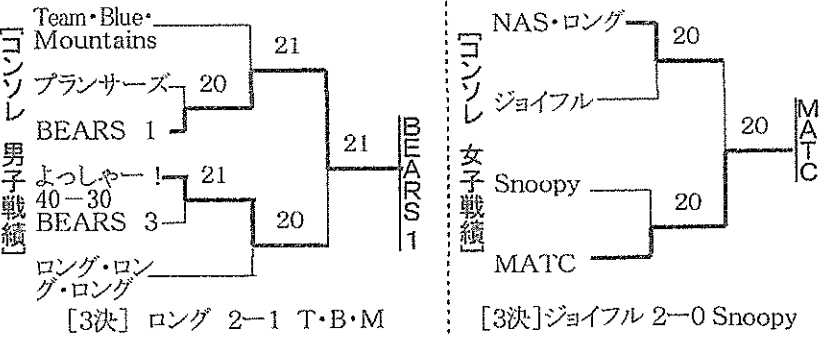 [コンソレ 男子戦績]
Team・Blue・
Mountains
プランサーズ
BEARS 1
よっしゃー!
40-30
BEARS 3
ロング・ロン
グ・ロング
20
21
21
20
21
BEARS 1
[3決] ロング 2-1 T・B・M
[コンソレ 女子戦績]
NAS・ロング
ジョイフル
Snoopy
MATC
20
20
20
MATC
[3決]ジョイフル 2-0 Snoopy